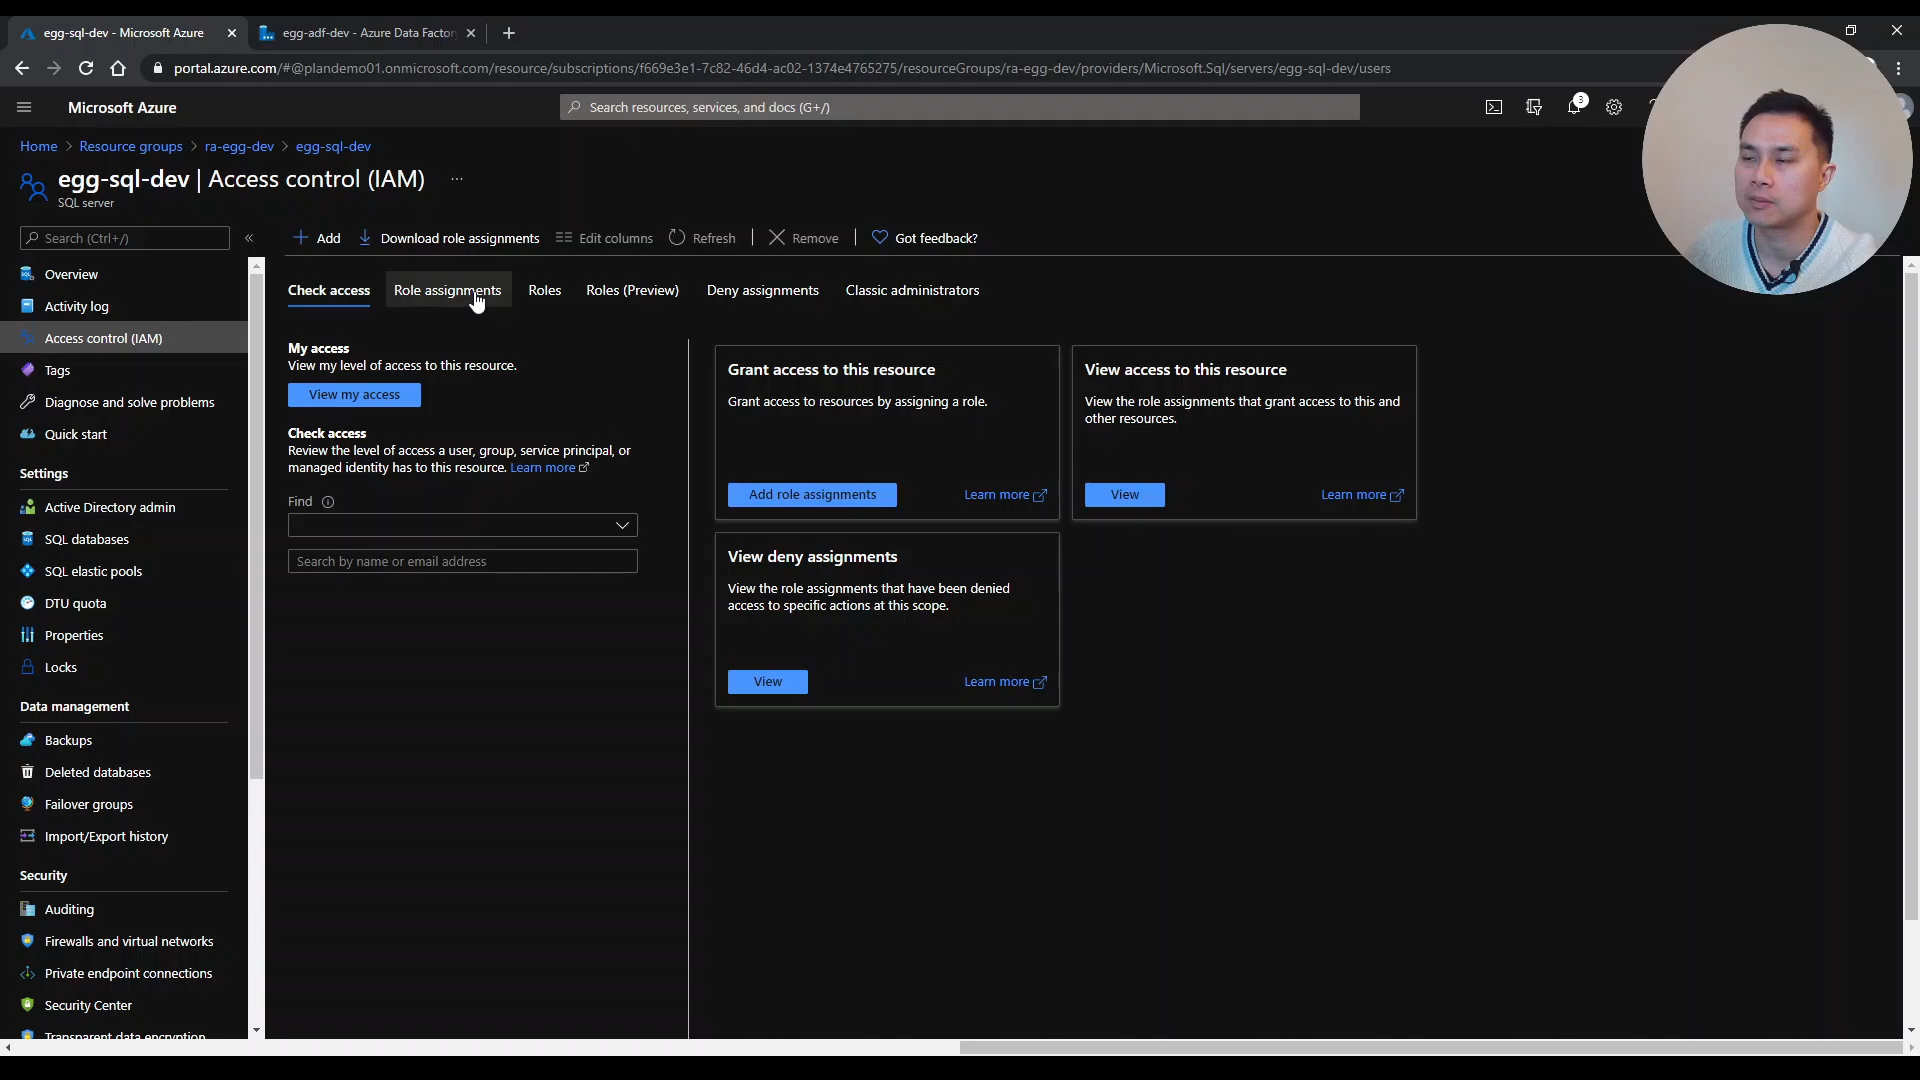 egg-sql-dev - Microsoft Azure
egg-adf-dev - Azure Data Factor
portal.azure.com/#@plandemo01.onmicrosoft.com/resource/subscriptions/f669e3e1-7c82-46d4-ac02-1374e4765275/resourceGroups/ra-egg-dev/providers/Microsoft.Sql/servers/egg-sql-dev/users
Microsoft Azure
Search resources, services, and docs (G+/)
3
Home > Resource groups > ra-egg-dev > egg-sql-dev
egg-sql-dev | Access control (IAM) ...
SQL server
Search (Ctrl+/)
«
Add
Download role assignments
Edit columns
Refresh
Remove
Got feedback?
Overview
Activity log
Access control (IAM)
Tags
Diagnose and solve problems
Quick start
Settings
Active Directory admin
SQL databases
SQL elastic pools
DTU quota
Properties
Locks
Data management
Backups
Deleted databases
Failover groups
Import/Export history
Security
Auditing
Firewalls and virtual networks
Private endpoint connections
Security Center
Transparent data encryption
Check access
Role assignments
Roles
Roles (Preview)
Deny assignments
Classic administrators
My access
View my level of access to this resource.
View my access
Check access
Review the level of access a user, group, service principal, or
managed identity has to this resource. Learn more
Find
Search by name or email address
Grant access to this resource
Grant access to resources by assigning a role.
Add role assignments
Learn more
View access to this resource
View the role assignments that grant access to this and
other resources.
View
Learn more
View deny assignments
View the role assignments that have been denied
access to specific actions at this scope.
View
Learn more